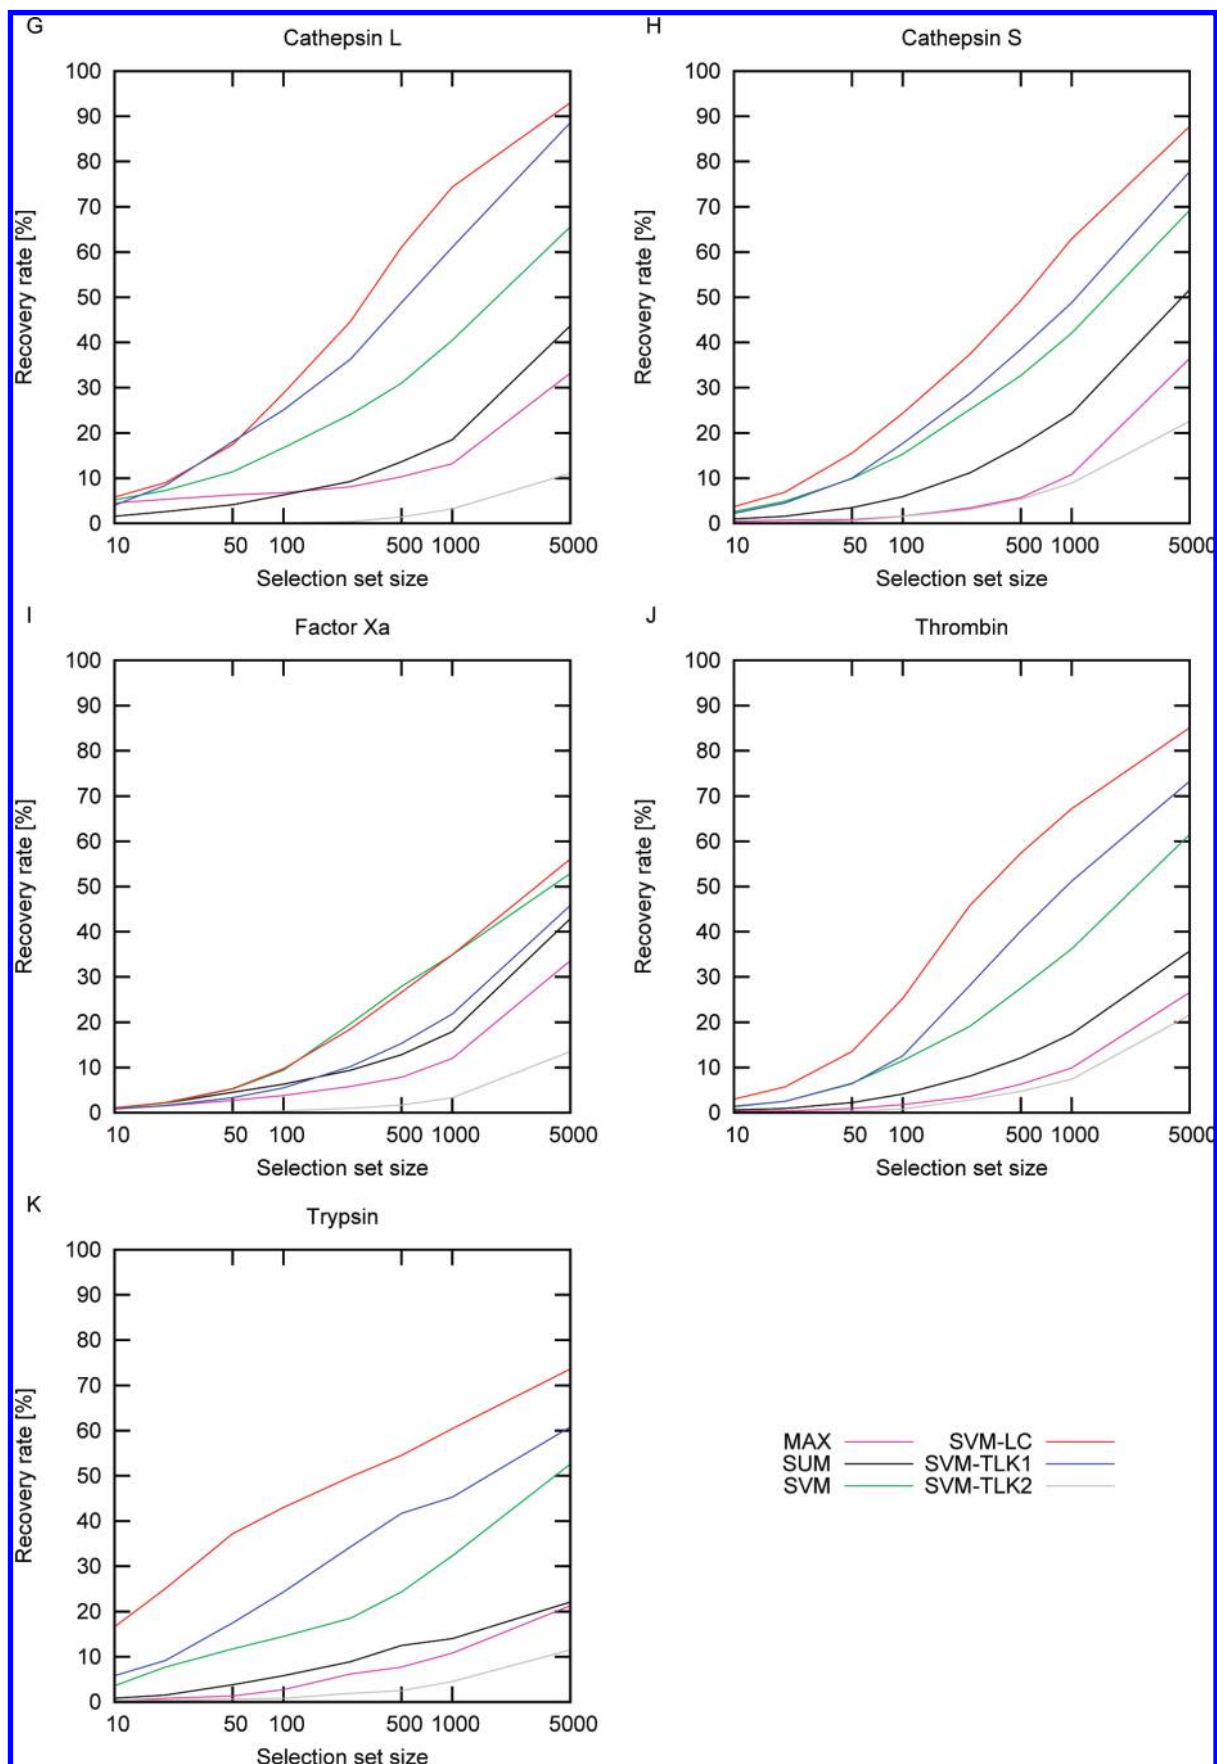 G
Cathepsin L
100
90
80
70
60
50
40
30
20
10
0
Recovery rate [%]
10 50 100 500 1000 5000
Selection set size
H
Cathepsin S
100
90
80
70
60
50
40
30
20
10
0
Recovery rate [%]
10 50 100 500 1000 5000
Selection set size
I
Factor Xa
100
90
80
70
60
50
40
30
20
10
0
Recovery rate [%]
10 50 100 500 1000 5000
Selection set size
J
Thrombin
100
90
80
70
60
50
40
30
20
10
0
Recovery rate [%]
10 50 100 500 1000 5000
Selection set size
K
Trypsin
100
90
80
70
60
50
40
30
20
10
0
Recovery rate [%]
10 50 100 500 1000 5000
Selection set size
MAX SVM-LC
SUM SVM-TLK1
SVM SVM-TLK2